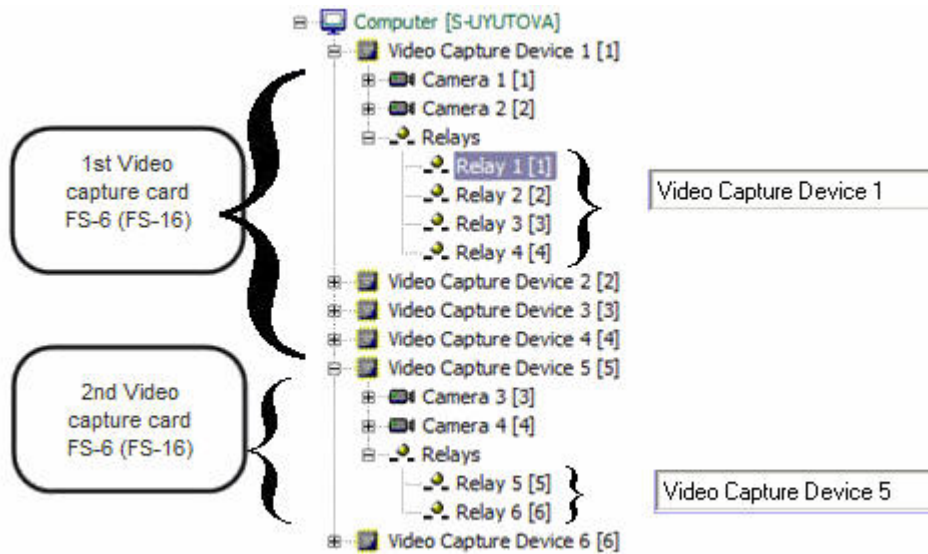 Computer [S-UYUTOVA]
Video Capture Device 1 [1]
Camera 1 [1]
Camera 2 [2]
Relays
Relay 1 [1]
Relay 2 [2]
Relay 3 [3]
Relay 4 [4]
Video Capture Device 2 [2]
Video Capture Device 3 [3]
Video Capture Device 4 [4]
Video Capture Device 5 [5]
Camera 3 [3]
Camera 4 [4]
Relays
Relay 5 [5]
Relay 6 [6]
Video Capture Device 6 [6]
1st Video
capture card
FS-6 (FS-16)
2nd Video
capture card
FS-6 (FS-16)
Video Capture Device 1
Video Capture Device 5